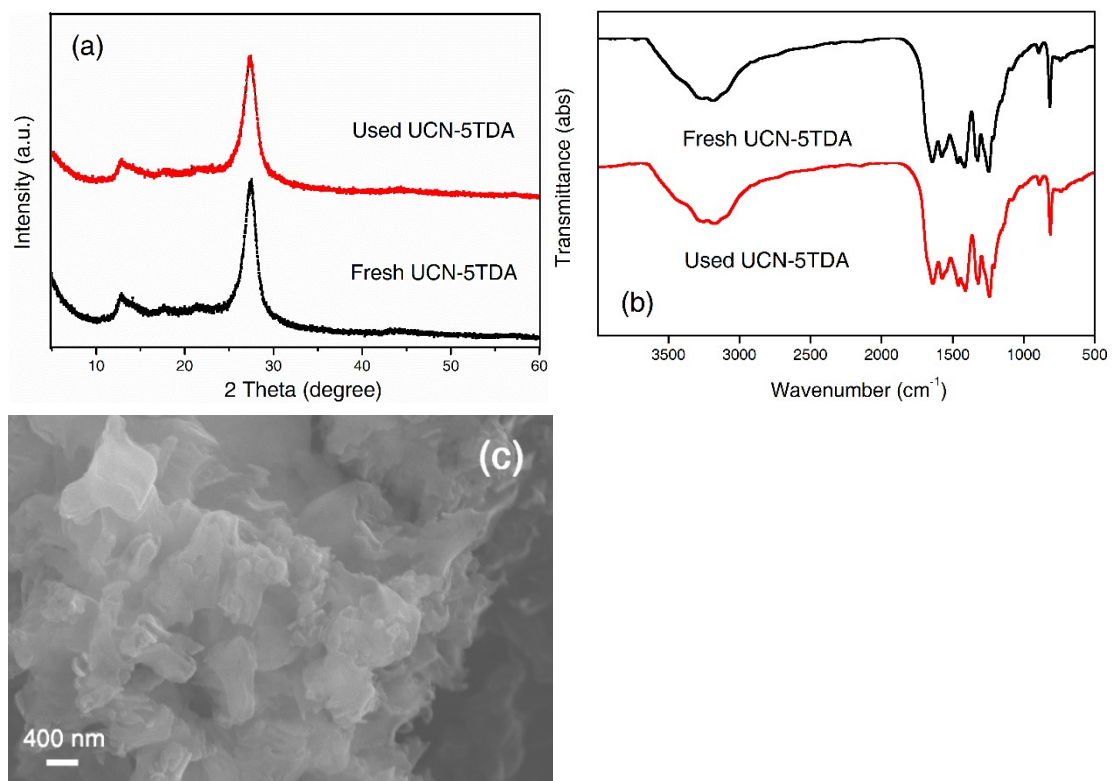 (a)
Used UCN-5TDA
Fresh UCN-5TDA
Intensity (a.u.)
10 20 30 40 50 60
2 Theta (degree)
Fresh UCN-5TDA
Used UCN-5TDA
(b)
Transmittance (abs)
3500 3000 2000 1500 1000 500
Wavenumber (cm⁻¹)
(c)
400 nm